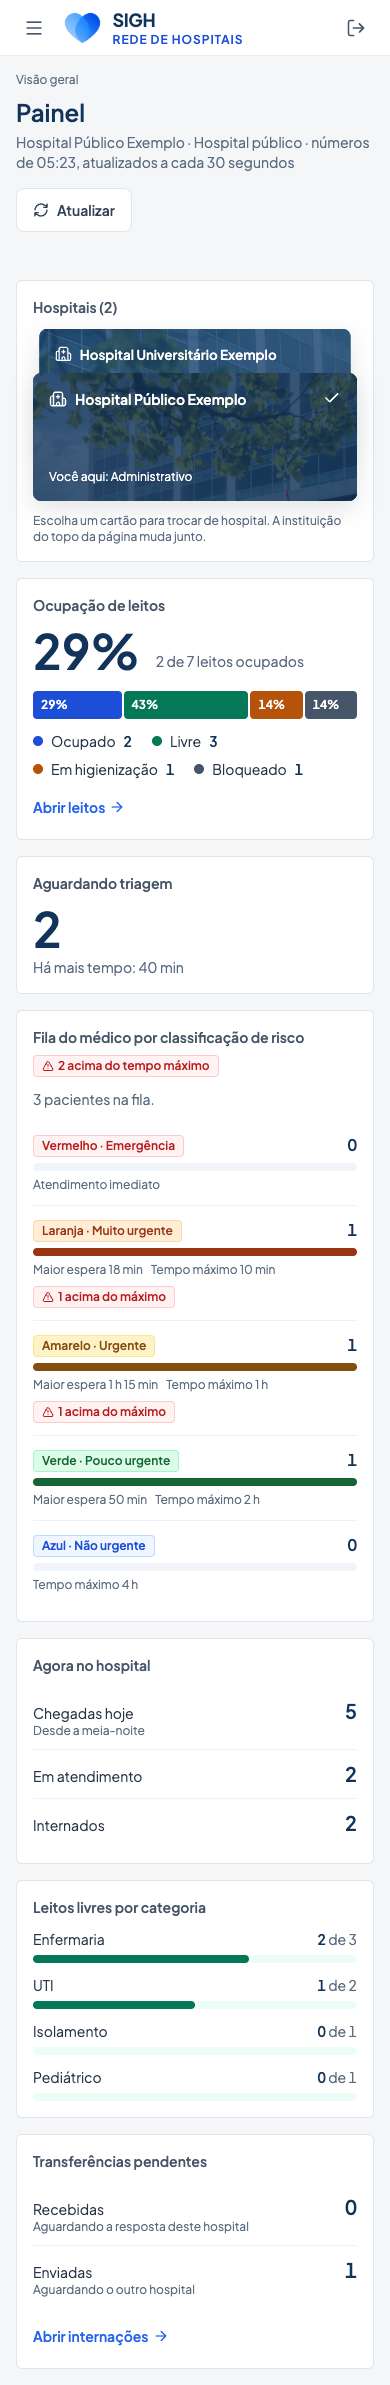 SIGH
REDE DE HOSPITAIS
Visão geral
Painel
Hospital Público Exemplo · Hospital público · números
de 05:23, atualizados a cada 30 segundos
Atualizar
Hospitais (2)
Hospital Universitário Exemplo
Hospital Público Exemplo
Você aqui: Administrativo
Escolha um cartão para trocar de hospital. A instituição
do topo da página muda junto.
Ocupação de leitos
29% 2 de 7 leitos ocupados
29% 43% 14% 14%
Ocupado 2 Livre 3
Em higienização 1 Bloqueado 1
Abrir leitos
Aguardando triagem
2
Há mais tempo: 40 min
Fila do médico por classificação de risco
2 acima do tempo máximo
3 pacientes na fila.
Vermelho · Emergência 0
Atendimento imediato
Laranja · Muito urgente 1
Maior espera 18 min Tempo máximo 10 min
1 acima do máximo
Amarelo · Urgente 1
Maior espera 1 h 15 min Tempo máximo 1 h
1 acima do máximo
Verde · Pouco urgente 1
Maior espera 50 min Tempo máximo 2 h
Azul · Não urgente 0
Tempo máximo 4 h
Agora no hospital
Chegadas hoje 5
Desde a meia-noite
Em atendimento 2
Internados 2
Leitos livres por categoria
Enfermaria 2 de 3
UTI 1 de 2
Isolamento 0 de 1
Pediátrico 0 de 1
Transferências pendentes
Recebidas 0
Aguardando a resposta deste hospital
Enviadas 1
Aguardando o outro hospital
Abrir internações